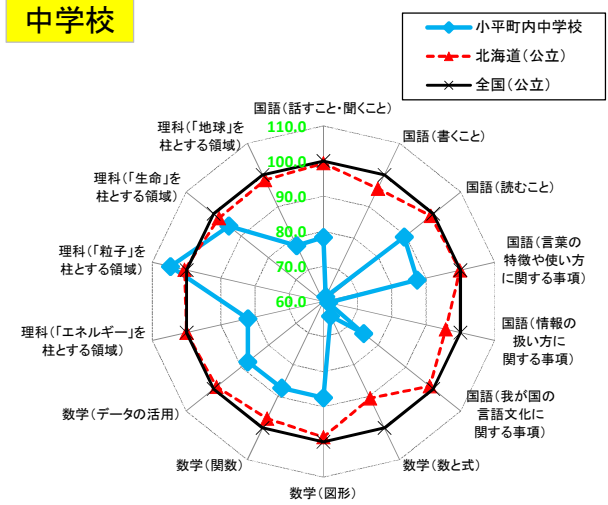 中学校
小平町内中学校
北海道(公立)
全国(公立)
国語(話すこと・聞くこと)
国語(書くこと)
国語(読むこと)
国語(言葉の
特徴や使い方
に関する事項)
国語(情報の
扱い方に
関する事項)
国語(我が国の
言語文化に
関する事項)
数学(数と式)
数学(図形)
数学(関数)
数学(データの活用)
理科(「エネルギー」を
柱とする領域)
理科(「粒子」を
柱とする領域)
理科(「生命」を
柱とする領域)
理科(「地球」を
柱とする領域)
110.0
100.0
90.0
80.0
70.0
60.0